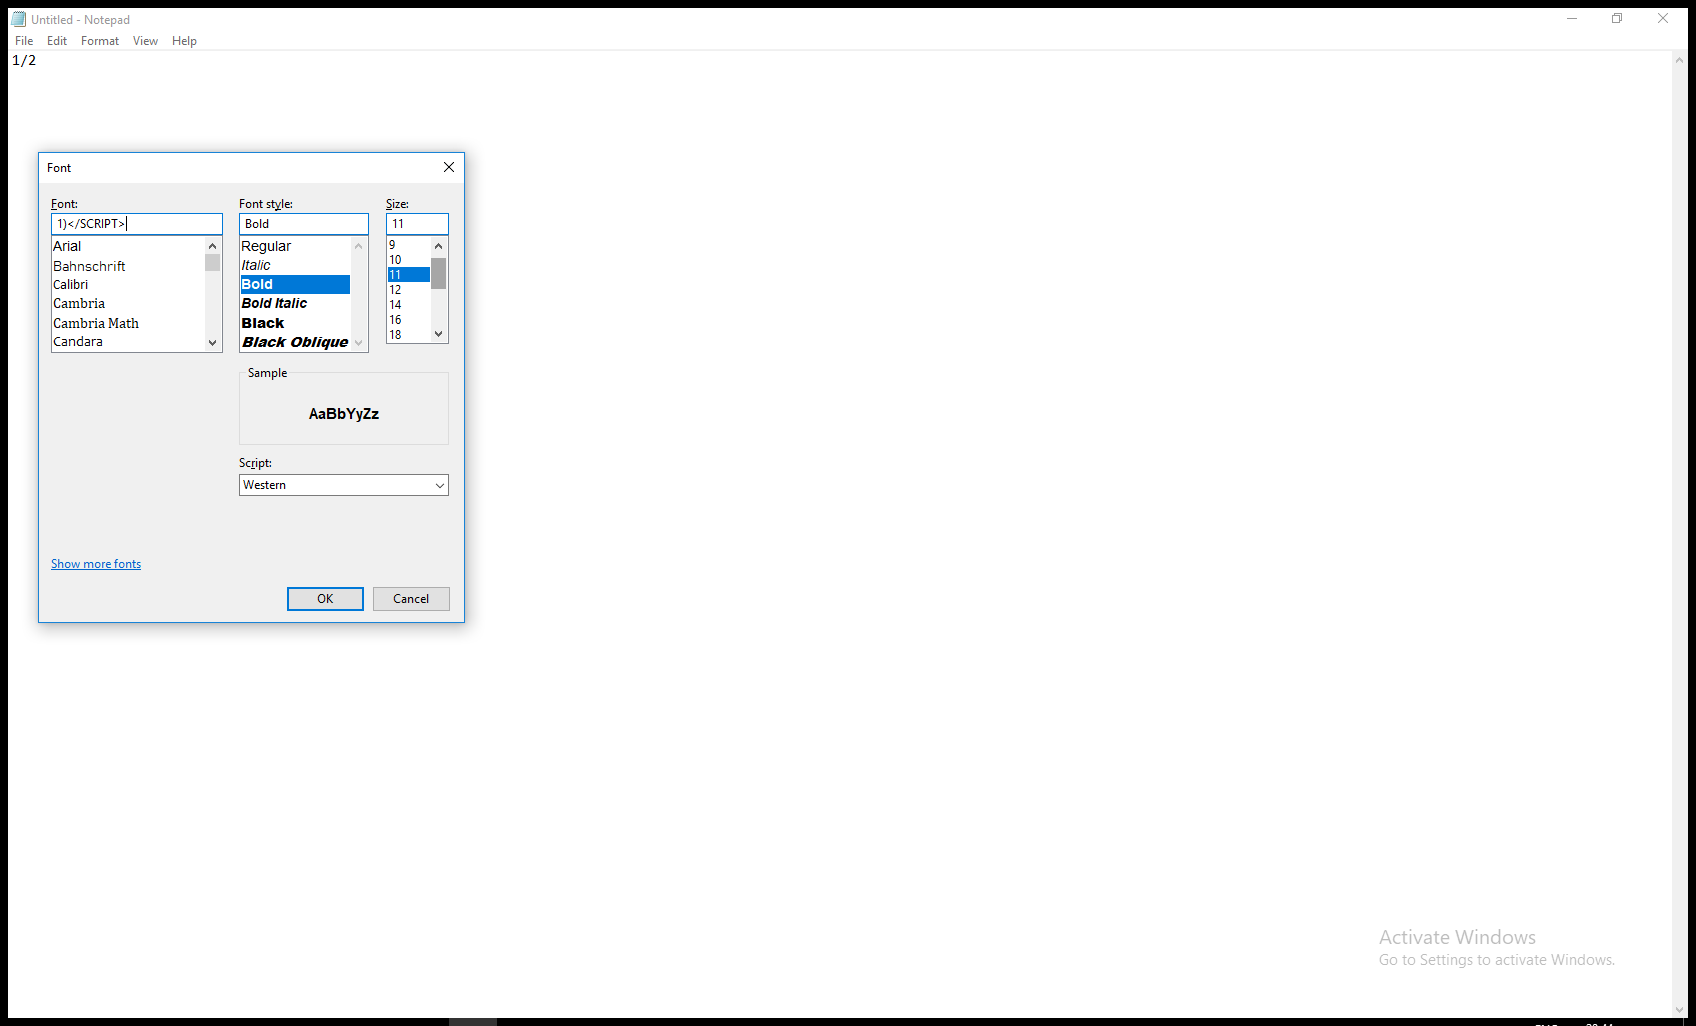 Untitled - Notepad
File Edit Format View Help
1/2
Font
Font: Font style: Size:
1)</SCRIPT> Bold 11
Arial
Bahnschrift
Calibri
Cambria
Cambria Math
Candara
Regular
Italic
Bold
Bold Italic
Black
Black Oblique
9
10
11
12
14
16
18
Sample
AaBbYyZz
Script:
Western
Show more fonts
OK Cancel
Activate Windows
Go to Settings to activate Windows.